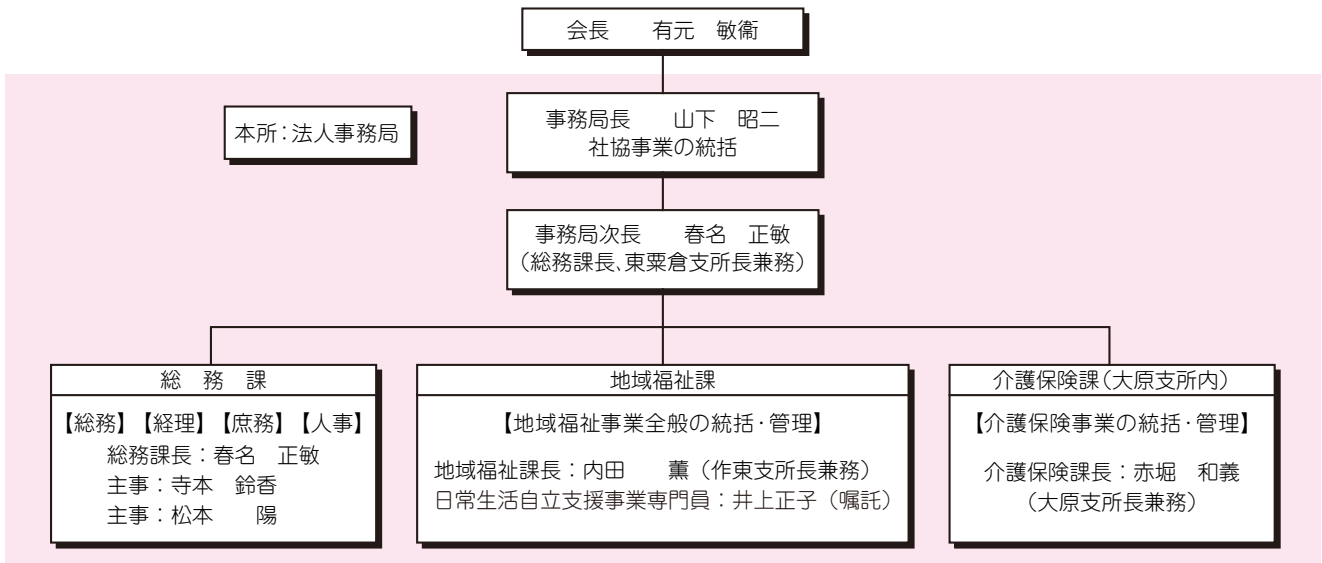 会長　有元　敏衞
本所：法人事務局
事務局長　山下　昭二
社協事業の統括
事務局次長　春名　正敏
（総務課長、東粟倉支所長兼務）
総　務　課
【総務】【経理】【庶務】【人事】
総務課長：春名　正敏
主事：寺本　鈴香
主事：松本　陽
地域福祉課
【地域福祉事業全般の統括・管理】
地域福祉課長：内田　薫（作東支所長兼務）
日常生活自立支援事業専門員：井上正子（嘱託）
介護保険課（大原支所内）
【介護保険事業の統括・管理】
介護保険課長：赤堀　和義
（大原支所長兼務）